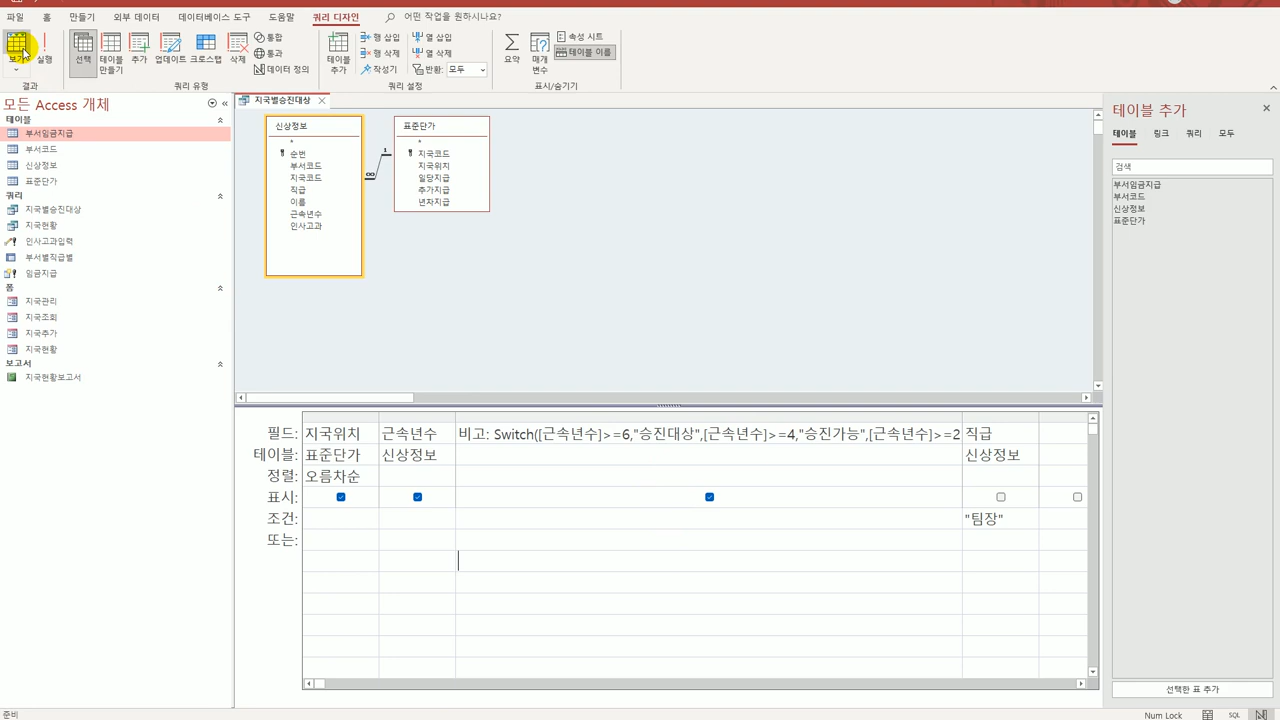 파일 홈 만들기 외부 데이터 데이터베이스 도구 도움말 쿼리 디자인 어떤 작업을 원하시나요?
보기 실행
선택 테이블 만들기 추가 업데이트 크로스탭 삭제
통합
통과
데이터 정의
테이블 추가
행 삽입
행 삭제
작성기
열 삽입
열 삭제
반환: 모두
요약 매개 변수
속성 시트
테이블 이름
결과 쿼리 유형 쿼리 설정 표시/숨기기
모든 Access 개체
테이블
부서임금지급
부서코드
신상정보
표준단가
쿼리
지국별승진대상
지국현황
인사고과입력
부서별직급별
임금지급
폼
지국관리
지국조회
지국추가
지국현황
보고서
지국현황보고서
지국별승진대상
신상정보
*
순번
부서코드
지국코드
직급
이름
근속년수
인사고과
1
∞
표준단가
*
지국코드
지국위치
일당지급
추가지급
년차지급
필드: 지국위치 근속년수 비고: Switch([근속년수]>=6,"승진대상",[근속년수]>=4,"승진가능",[근속년수]>=2 직급
테이블: 표준단가 신상정보 신상정보
정렬: 오름차순
표시:
조건: "팀장"
또는:
테이블 추가
테이블 링크 쿼리 모두
검색
부서임금지급
부서코드
신상정보
표준단가
선택한 표 추가
준비 Num Lock SQL